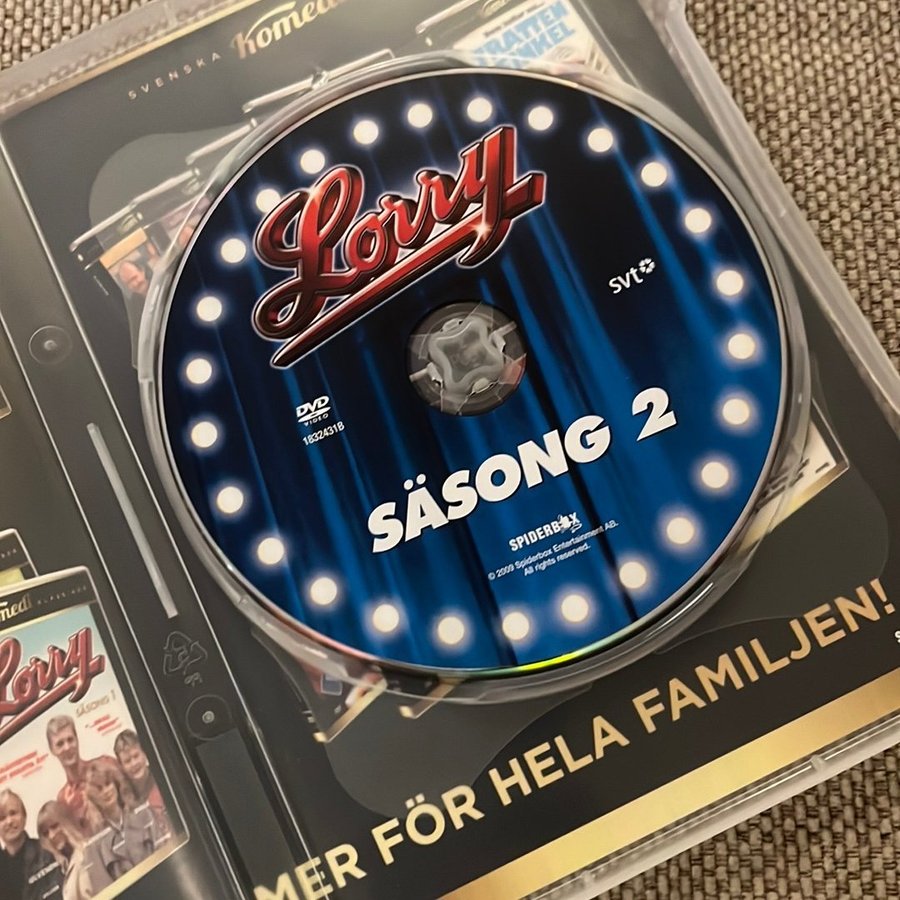 SVENSKA Komedi
Lorry
svt
DVD
VIDEO
1832431B
SÄSONG 2
SPIDERBOX
© 2009 Spiderbox Entertainment AB.
All rights reserved.
Lorry
SÄSONG 1
MER FÖR HELA FAMILJEN!